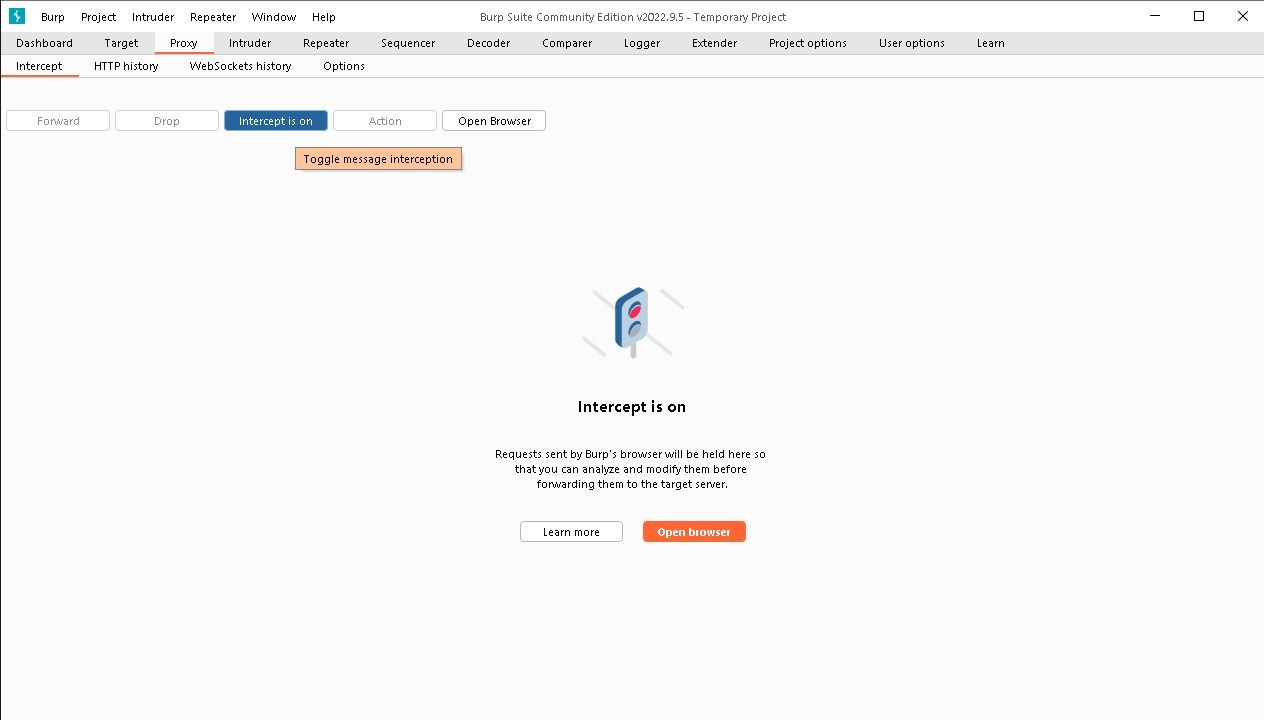 Burp Project Intruder Repeater Window Help Burp Suite Community Edition v2022.9.5 - Temporary Project
Dashboard Target Proxy Intruder Repeater Sequencer Decoder Comparer Logger Extender Project options User options Learn
Intercept HTTP history WebSockets history Options
Forward Drop Intercept is on Action Open Browser
Toggle message interception
Intercept is on
Requests sent by Burp's browser will be held here so
that you can analyze and modify them before
forwarding them to the target server.
Learn more Open browser